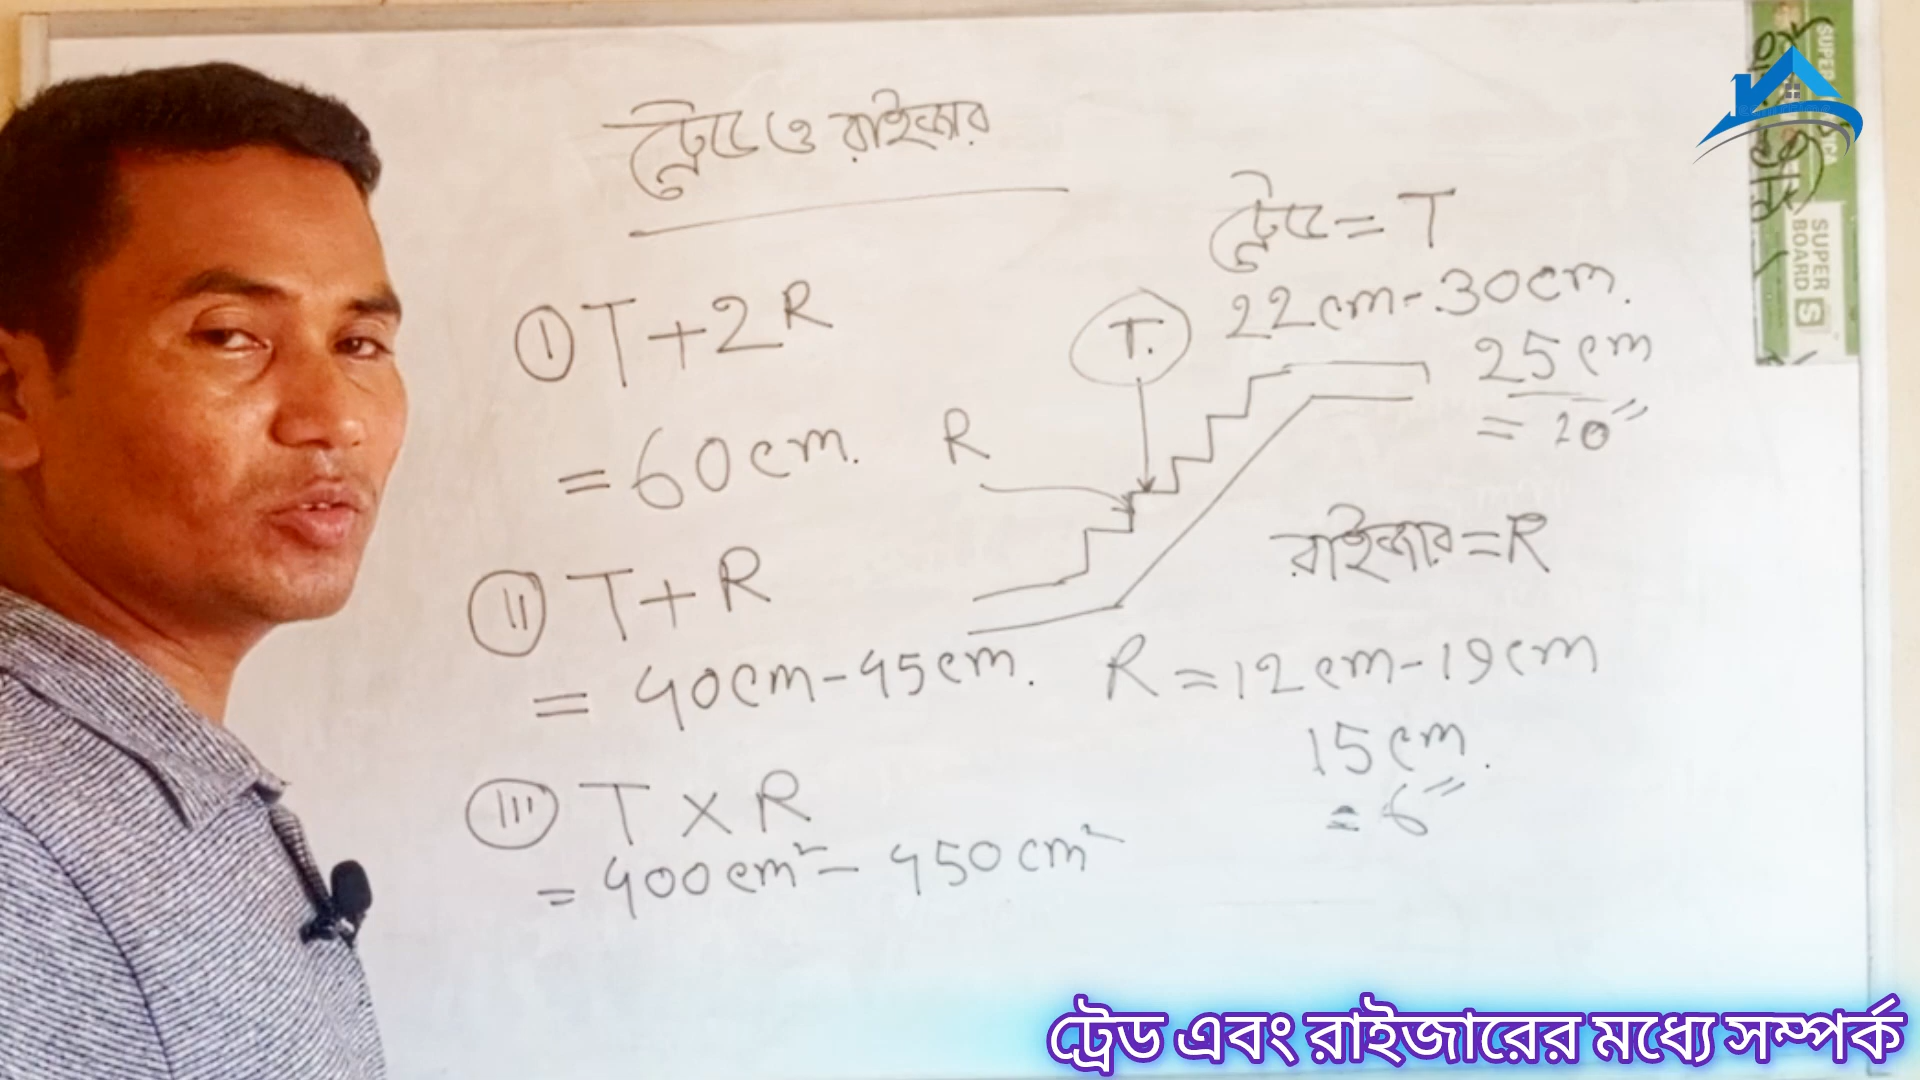 ট্রেড ও রাইজার
① T + 2R
= 60cm.
② T + R
= 40cm - 45cm.
③ T × R
= 400cm² - 450cm²
R
T.
ট্রেড = T
22cm - 30cm.
25cm
= 10"
রাইজার = R
R = 12cm - 19cm
15cm.
= 6"
SUPER
BOARD S
ট্রেড এবং রাইজারের মধ্যে সম্পর্ক